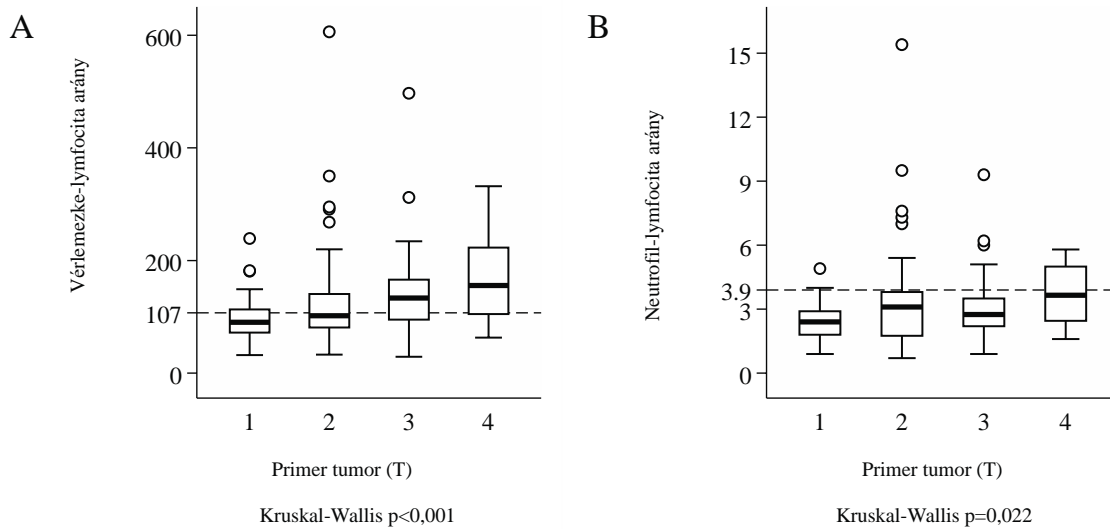 A
Vérlemezke-lymfocita arány
600
400
200
107
0
1 2 3 4
Primer tumor (T)
Kruskal-Wallis p<0,001
B
Neutrofil-lymfocita arány
15
12
9
6
3.9
3
0
1 2 3 4
Primer tumor (T)
Kruskal-Wallis p=0,022